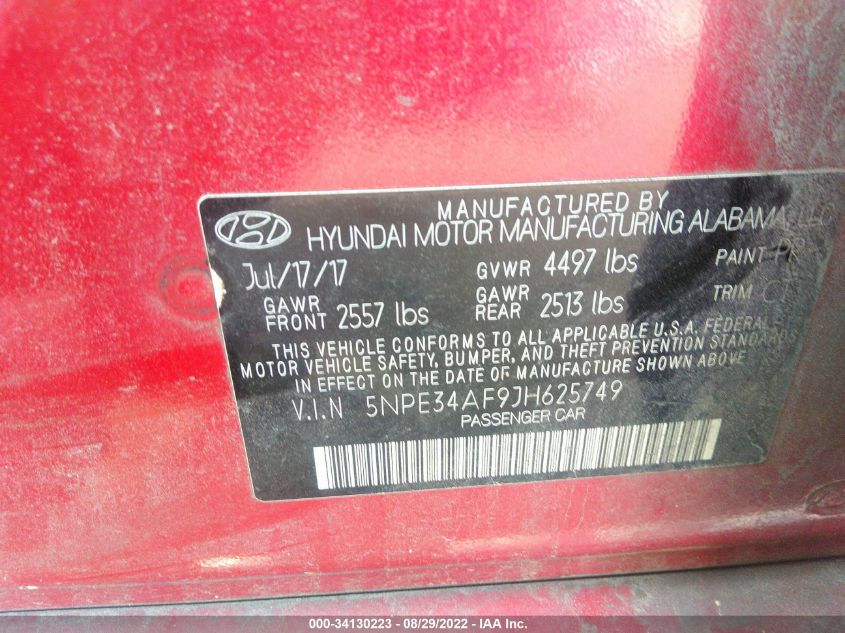 MANUFACTURED BY
HYUNDAI MOTOR MANUFACTURING ALABAMA, LLC
Jul/17/17 GVWR 4497 lbs PAINT PR
GAWR FRONT 2557 lbs GAWR REAR 2513 lbs TRIM
THIS VEHICLE CONFORMS TO ALL APPLICABLE U.S.A. FEDERAL
MOTOR VEHICLE SAFETY, BUMPER, AND THEFT PREVENTION STANDARDS
IN EFFECT ON THE DATE OF MANUFACTURE SHOWN ABOVE
V.I.N 5NPE34AF9JH625749
PASSENGER CAR
000-34130223 - 08/29/2022 - IAA Inc.